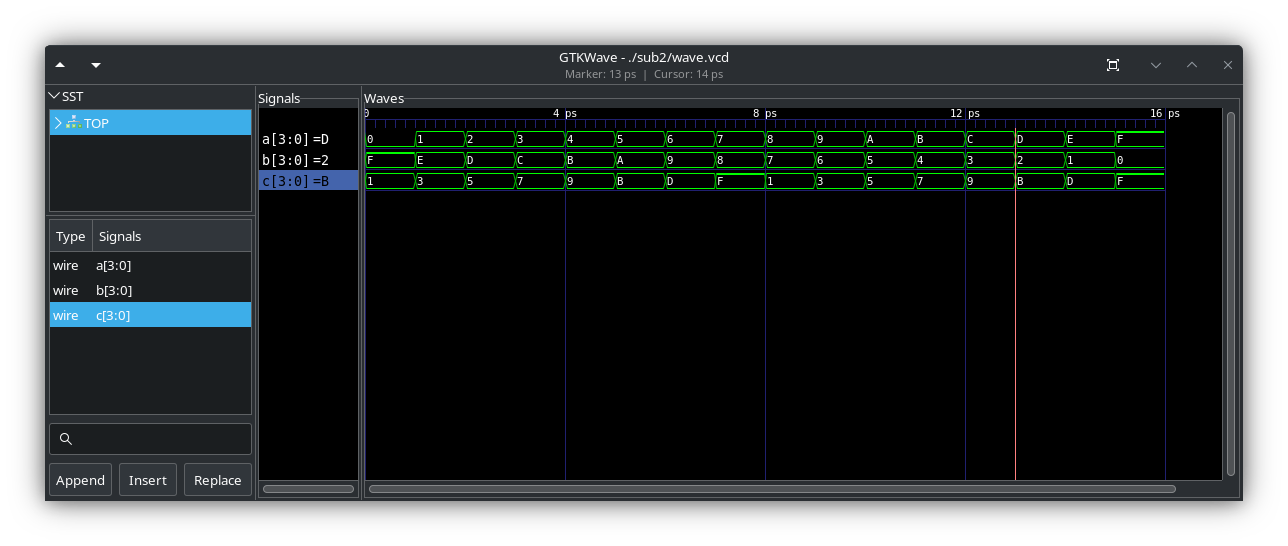 GTKWave - ./sub2/wave.vcd
Marker: 13 ps | Cursor: 14 ps
SST
TOP
Type Signals
wire a[3:0]
wire b[3:0]
wire c[3:0]
Append Insert Replace
Signals
a[3:0] =D
b[3:0] =2
c[3:0] =B
Waves
0 4 ps 8 ps 12 ps 16 ps
0 1 2 3 4 5 6 7 8 9 A B C D E F
F E D C B A 9 8 7 6 5 4 3 2 1 0
1 3 5 7 9 B D F 1 3 5 7 9 B D F